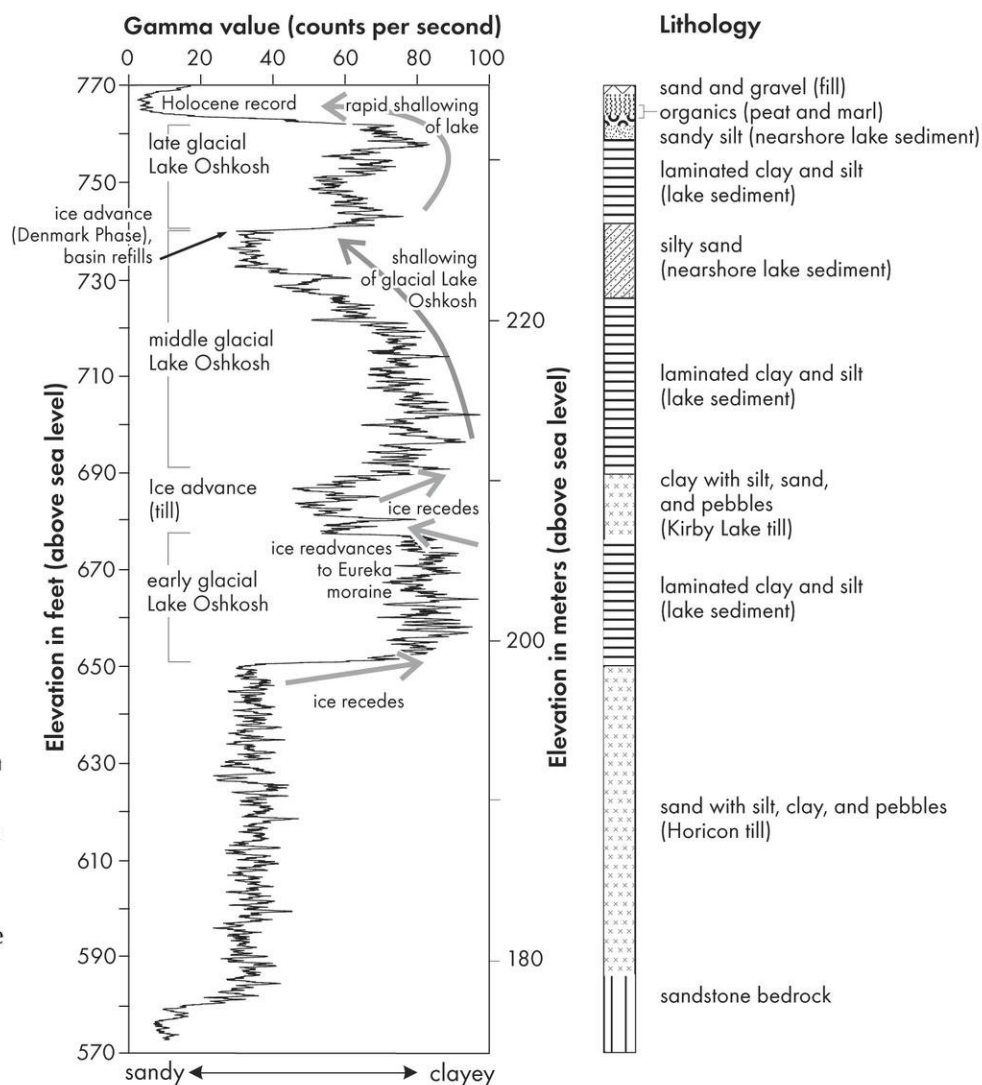 Gamma value (counts per second)
0 20 40 60 80 100
Lithology
770
750
730
710
690
670
650
630
610
590
570
Elevation in feet (above sea level)
Holocene record
rapid shallowing
of lake
late glacial
Lake Oshkosh
ice advance
(Denmark Phase),
basin refills
shallowing
of glacial Lake
Oshkosh
middle glacial
Lake Oshkosh
Ice advance
(till)
ice recedes
ice readvances
to Eureka
moraine
early glacial
Lake Oshkosh
ice recedes
sandy
clayey
220
200
180
Elevation in meters (above sea level)
sand and gravel (fill)
organics (peat and marl)
sandy silt (nearshore lake sediment)
laminated clay and silt
(lake sediment)
silty sand
(nearshore lake sediment)
laminated clay and silt
(lake sediment)
clay with silt, sand,
and pebbles
(Kirby Lake till)
laminated clay and silt
(lake sediment)
sand with silt, clay, and pebbles
(Horicon till)
sandstone bedrock